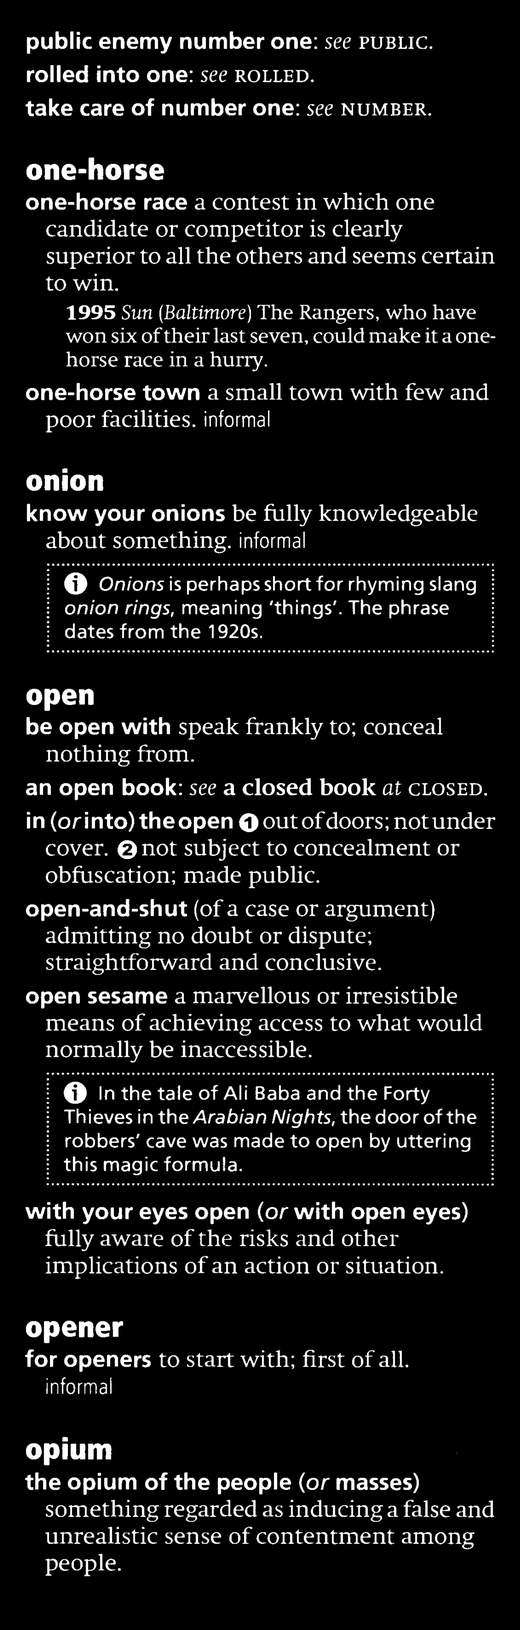 public enemy number one: see PUBLIC.
rolled into one: see ROLLED.
take care of number one: see NUMBER.
one-horse
one-horse race a contest in which one
candidate or competitor is clearly
superior to all the others and seems certain
to win.
1995 Sun (Baltimore) The Rangers, who have
won six of their last seven, could make it a one-
horse race in a hurry.
one-horse town a small town with few and
poor facilities. informal
onion
know your onions be fully knowledgeable
about something. informal
i Onions is perhaps short for rhyming slang
onion rings, meaning ‘things’. The phrase
dates from the 1920s.
open
be open with speak frankly to; conceal
nothing from.
an open book: see a closed book at CLOSED.
in (or into) the open ❶ out of doors; not under
cover. ❷ not subject to concealment or
obfuscation; made public.
open-and-shut (of a case or argument)
admitting no doubt or dispute;
straightforward and conclusive.
open sesame a marvellous or irresistible
means of achieving access to what would
normally be inaccessible.
i In the tale of Ali Baba and the Forty
Thieves in the Arabian Nights, the door of the
robbers’ cave was made to open by uttering
this magic formula.
with your eyes open (or with open eyes)
fully aware of the risks and other
implications of an action or situation.
opener
for openers to start with; first of all.
informal
opium
the opium of the people (or masses)
something regarded as inducing a false and
unrealistic sense of contentment among
people.